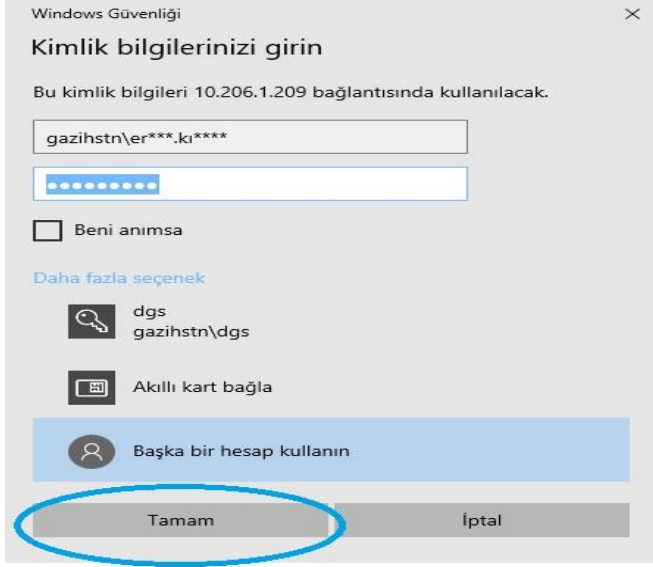 Windows Güvenliği
Kimlik bilgilerinizi girin
Bu kimlik bilgileri 10.206.1.209 bağlantısında kullanılacak.
gazihstn\er***.kı****
●●●●●●●●●
Beni anımsa
Daha fazla seçenek
dgs
gazihstn\dgs
Akıllı kart bağla
Başka bir hesap kullanın
Tamam İptal